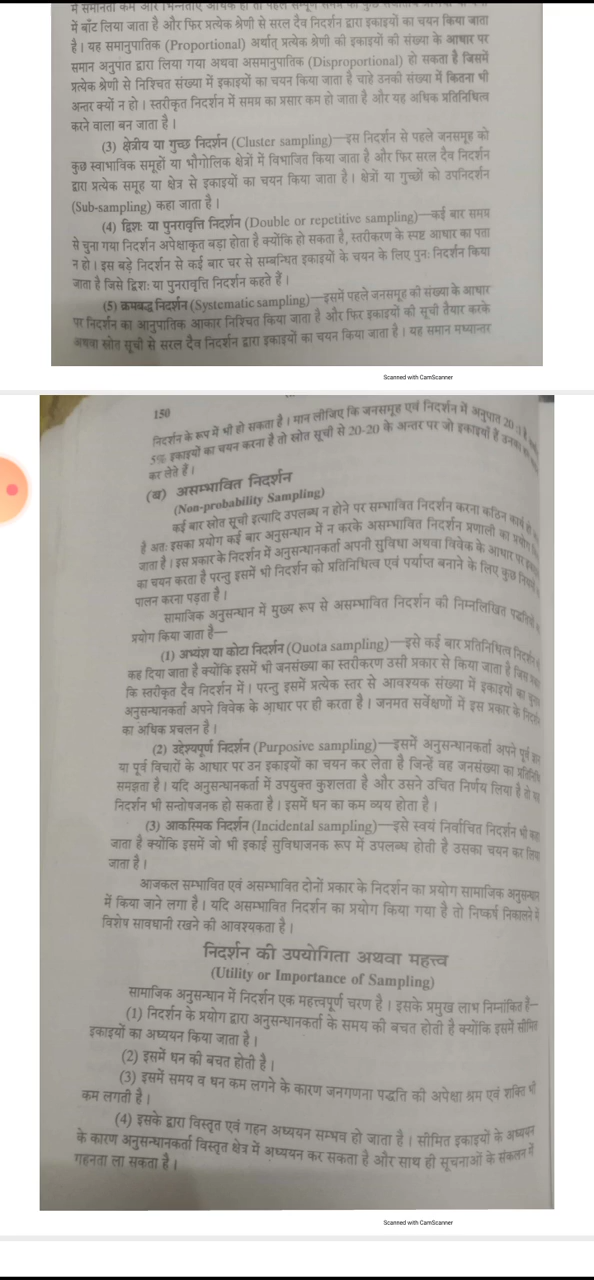 में समानता कम और भिन्नताएँ अधिक हों तो पहले सम्पूर्ण समग्र को कुछ
में बाँट लिया जाता है और फिर प्रत्येक श्रेणी से सरल दैव निदर्शन द्वारा इकाइयों का चयन किया जाता
है। यह समानुपातिक (Proportional) अर्थात् प्रत्येक श्रेणी की इकाइयों की संख्या के आधार पर
समान अनुपात द्वारा लिया गया अथवा असमानुपातिक (Disproportional) हो सकता है जिसमें
प्रत्येक श्रेणी से निश्चित संख्या में इकाइयों का चयन किया जाता है चाहे उनकी संख्या में कितना भी
अन्तर क्यों न हो। स्तरीकृत निदर्शन में समग्र का प्रसार कम हो जाता है और यह अधिक प्रतिनिधित्व
करने वाला बन जाता है।
(3) क्षेत्रीय या गुच्छ निदर्शन (Cluster sampling)—इस निदर्शन से पहले जनसमूह को
कुछ स्वाभाविक समूहों या भौगोलिक क्षेत्रों में विभाजित किया जाता है और फिर सरल दैव निदर्शन
द्वारा प्रत्येक समूह या क्षेत्र से इकाइयों का चयन किया जाता है। क्षेत्रों या गुच्छों को उपनिदर्शन
(Sub-sampling) कहा जाता है।
(4) द्विशः या पुनरावृत्ति निदर्शन (Double or repetitive sampling)—कई बार समग्र
से चुना गया निदर्शन अपेक्षाकृत बड़ा होता है क्योंकि हो सकता है, स्तरीकरण के स्पष्ट आधार का पता
न हो। इस बड़े निदर्शन से कई बार चर से सम्बन्धित इकाइयों के चयन के लिए पुनः निदर्शन किया
जाता है जिसे द्विशः या पुनरावृत्ति निदर्शन कहते हैं।
(5) क्रमबद्ध निदर्शन (Systematic sampling)—इसमें पहले जनसमूह को संख्या के आधार
पर निदर्शन का आनुपातिक आकार निश्चित किया जाता है और फिर इकाइयों की सूची तैयार करके
अथवा स्रोत सूची से सरल दैव निदर्शन द्वारा इकाइयों का चयन किया जाता है। यह समान मध्यान्तर
Scanned with CamScanner
150
निदर्शन के रूप में भी हो सकता है। मान लीजिए कि जनसमूह एवं निदर्शन में अनुपात 20 : 1 है
5% इकाइयों का चयन करना है तो स्रोत सूची से 20-20 के अन्तर पर जो इकाइयाँ हैं उनका
कर लेते हैं।
(ब) असम्भावित निदर्शन
(Non-probability Sampling)
कई बार स्रोत सूची इत्यादि उपलब्ध न होने पर सम्भावित निदर्शन करना कठिन कार्य हो
है अतः इसका प्रयोग कई बार अनुसन्धान में न करके असम्भावित निदर्शन प्रणाली का प्रयोग
जाता है। इस प्रकार के निदर्शन में अनुसन्धानकर्ता अपनी सुविधा अथवा विवेक के आधार पर
का चयन करता है परन्तु इसमें भी निदर्शन को प्रतिनिधित्व एवं पर्याप्त बनाने के लिए कुछ
पालन करना पड़ता है।
सामाजिक अनुसन्धान में मुख्य रूप से असम्भावित निदर्शन की निम्नलिखित
प्रयोग किया जाता है—
(1) अभ्यंश या कोटा निदर्शन (Quota sampling)—इसे कई बार प्रतिनिधित्व निदर्शन
कह दिया जाता है क्योंकि इसमें भी जनसंख्या का स्तरीकरण उसी प्रकार से किया जाता है
कि स्तरीकृत दैव निदर्शन में। परन्तु इसमें प्रत्येक स्तर से आवश्यक संख्या में इकाइयों का
अनुसन्धानकर्ता अपने विवेक के आधार पर ही करता है। जनमत सर्वेक्षणों में इस प्रकार के
का अधिक प्रचलन है।
(2) उद्देश्यपूर्ण निदर्शन (Purposive sampling)—इसमें अनुसन्धानकर्ता अपने पूर्व
या पूर्व विचारों के आधार पर उन इकाइयों का चयन कर लेता है जिन्हें वह जनसंख्या का
समझता है। यदि अनुसन्धानकर्ता में उपयुक्त कुशलता है और उसने उचित निर्णय लिया है तो
निदर्शन भी सन्तोषजनक हो सकता है। इसमें धन का कम व्यय होता है।
(3) आकस्मिक निदर्शन (Incidental sampling)—इसे स्वयं निर्वाचित निदर्शन भी कहा
जाता है क्योंकि इसमें जो भी इकाई सुविधाजनक रूप में उपलब्ध होती है उसका चयन कर लिया
जाता है।
आजकल सम्भावित एवं असम्भावित दोनों प्रकार के निदर्शन का प्रयोग सामाजिक अनुसन्धान
में किया जाने लगा है। यदि असम्भावित निदर्शन का प्रयोग किया गया है तो निष्कर्ष निकालने में
विशेष सावधानी रखने की आवश्यकता है।
निदर्शन की उपयोगिता अथवा महत्त्व
(Utility or Importance of Sampling)
सामाजिक अनुसन्धान में निदर्शन एक महत्त्वपूर्ण चरण है। इसके प्रमुख लाभ निम्नांकित हैं—
(1) निदर्शन के प्रयोग द्वारा अनुसन्धानकर्ता के समय की बचत होती है क्योंकि इसमें सीमित
इकाइयों का अध्ययन किया जाता है।
(2) इसमें धन की बचत होती है।
(3) इसमें समय व धन कम लगने के कारण जनगणना पद्धति की अपेक्षा श्रम एवं शक्ति भी
कम लगती है।
(4) इसके द्वारा विस्तृत एवं गहन अध्ययन सम्भव हो जाता है। सीमित इकाइयों के अध्ययन
के कारण अनुसन्धानकर्ता विस्तृत क्षेत्र में अध्ययन कर सकता है और साथ ही सूचनाओं के संकलन में
गहनता ला सकता है।
Scanned with CamScanner